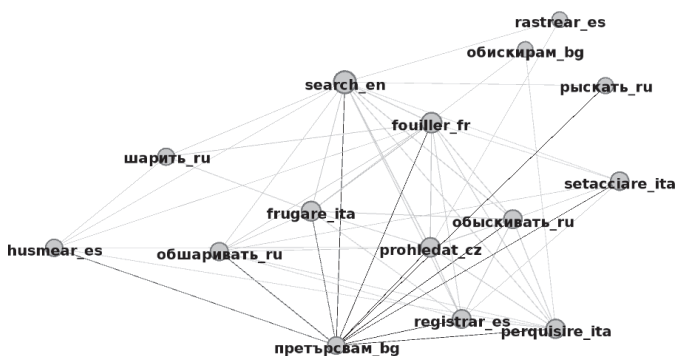 rastrear_es
обискирам_bg
search_en
рыскать_ru
fouiller_fr
шарить_ru
setacciare_ita
frugare_ita
обыскивать_ru
husmear_es
обшаривать_ru
prohledat_cz
registrar_es
perquisire_ita
претърсвам_bg